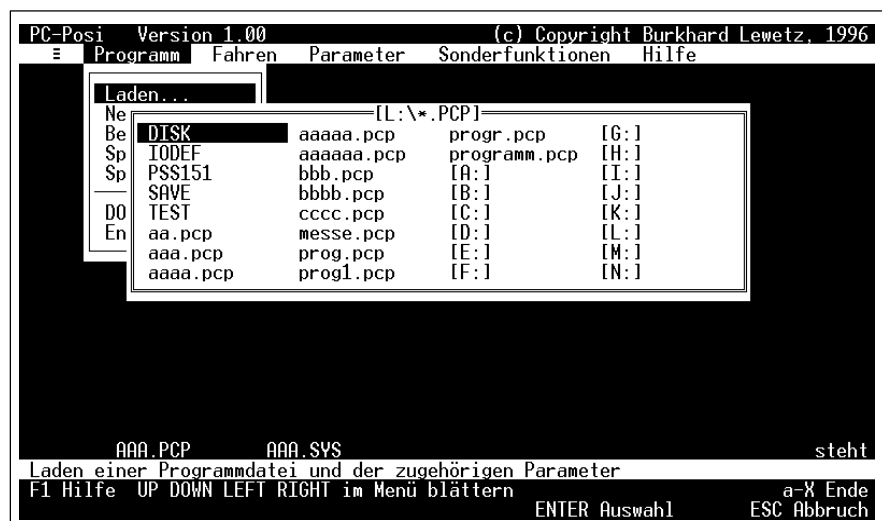 PC-Posi Version 1.00 (c) Copyright Burkhard Lewetz, 1996
≡ Programm Fahren Parameter Sonderfunktionen Hilfe
Laden...
Ne [L:\*.PCP]
Be DISK aaaaa.pcp progr.pcp [G:]
Sp IODEF aaaaaa.pcp programm.pcp [H:]
Sp PSS151 bbb.pcp [A:] [I:]
SAVE bbbb.pcp [B:] [J:]
DO TEST cccc.pcp [C:] [K:]
En aa.pcp messe.pcp [D:] [L:]
aaa.pcp prog.pcp [E:] [M:]
aaaa.pcp prog1.pcp [F:] [N:]
AAA.PCP AAA.SYS steht
Laden einer Programmdatei und der zugehörigen Parameter
F1 Hilfe UP DOWN LEFT RIGHT im Menü blättern a-X Ende
ENTER Auswahl ESC Abbruch